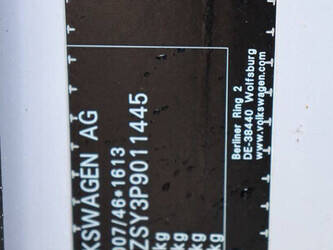 KSWAGEN AG
007/46*1613
ZSY3P9011445
kg
kg
kg
kg
Berliner Ring 2
DE-38440 Wolfsburg
www.volkswagen.com